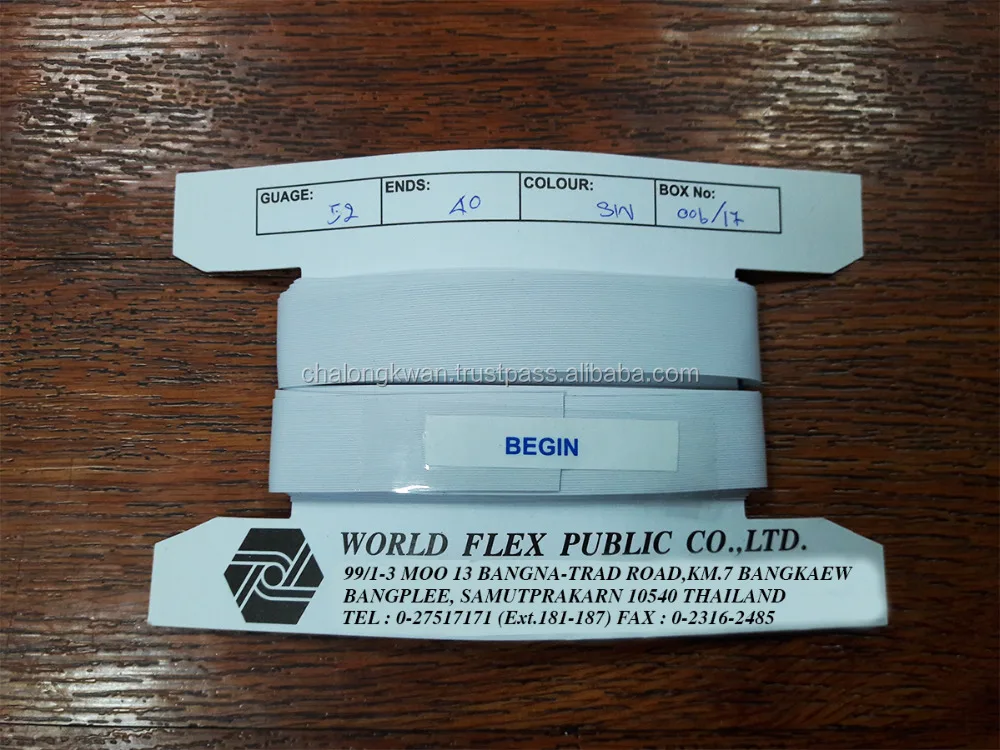 GUAGE: 52 ENDS: 40 COLOUR: SIW BOX No: 006/17
chalongkwan.trustpass.alibaba.com
BEGIN
WORLD FLEX PUBLIC CO.,LTD.
99/1-3 MOO 13 BANGNA-TRAD ROAD,KM.7 BANGKAEW
BANGPLEE, SAMUTPRAKARN 10540 THAILAND
TEL : 0-27517171 (Ext.181-187) FAX : 0-2316-2485